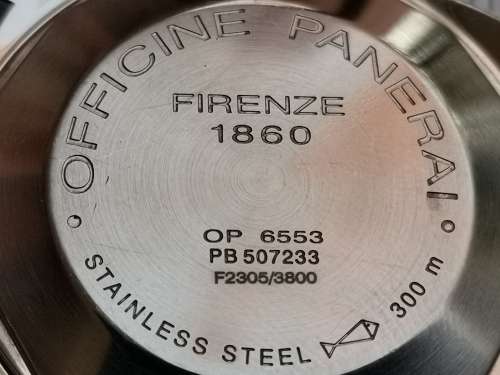 OFFICINE PANERAI
FIRENZE
1860
OP 6553
PB 507233
F2305/3800
STAINLESS STEEL 300 m